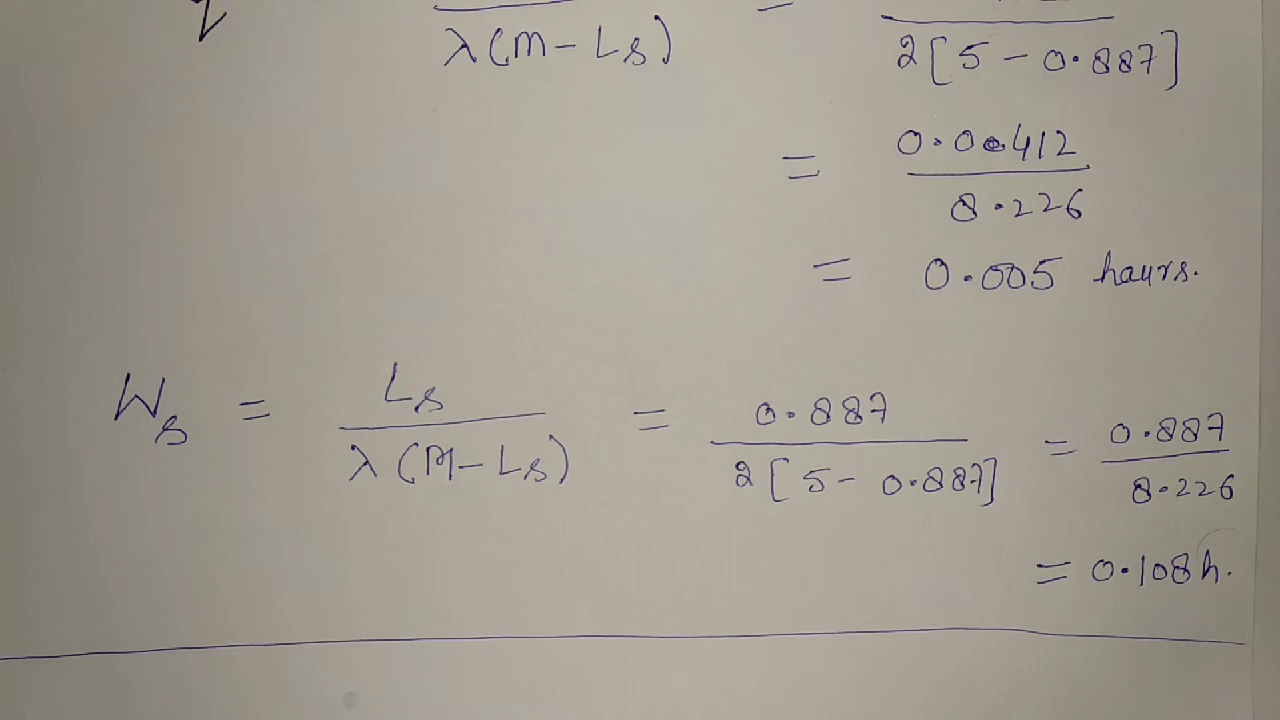 q = / λ(M - Ls) = / 2[5 - 0.887]
= 0.00412 / 8.226
= 0.005 hours.
Ws = Ls / λ(M - Ls) = 0.887 / 2[5 - 0.887] = 0.887 / 8.226
= 0.108h.